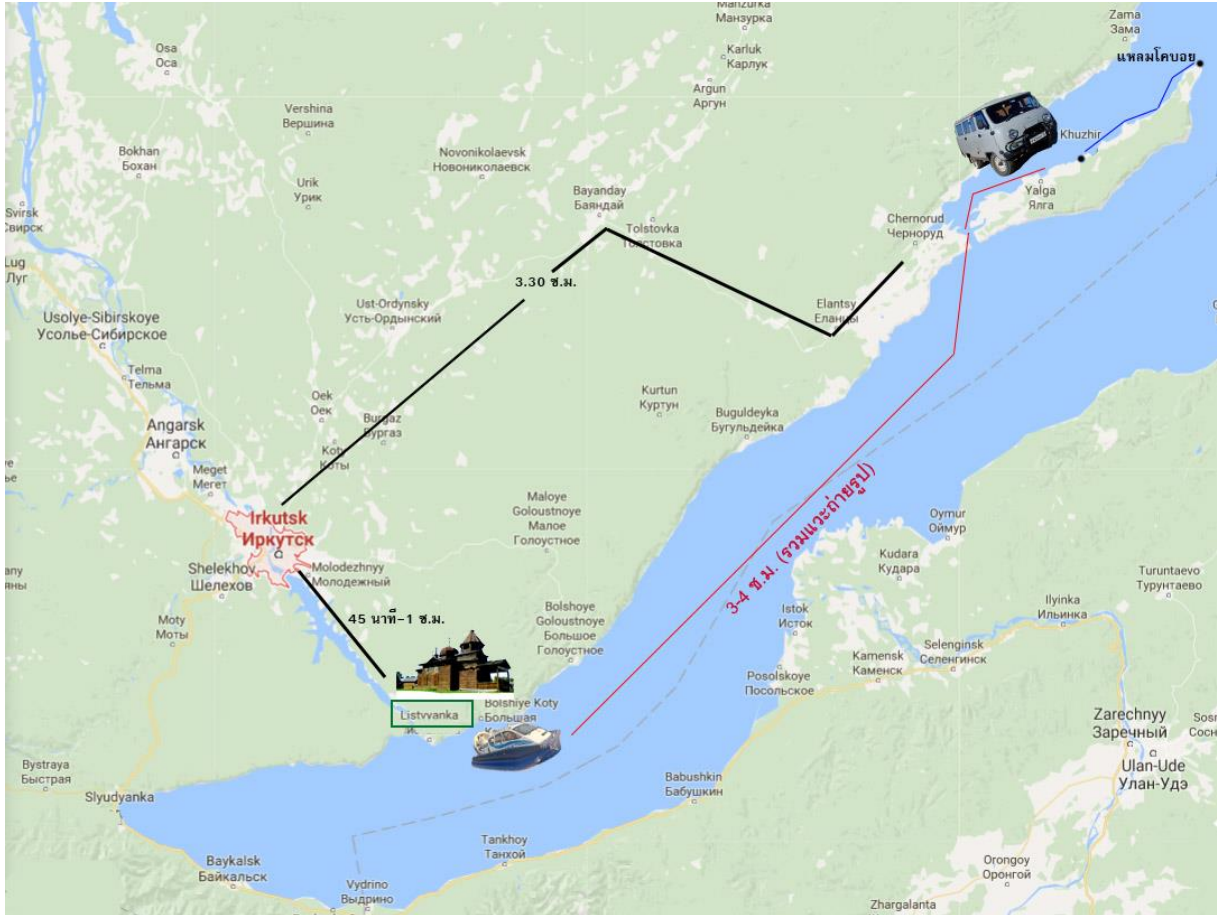 Manzurka
Манзурка
Zama
Зама
แหลมโคบอย
Osa
Оса
Karluk
Карлук
Argun
Аргун
Vershina
Вершина
Bokhan
Бохан
Novonikolaevsk
Новониколаевск
Khuzhir
Urik
Урик
Bayanday
Баяндай
Yalga
Ялга
Svirsk
Свирск
Tolstovka
Толстовка
Chernorud
Черноруд
Lug
Луг
3.30 ช.ม.
Ust-Ordynsky
Усть-Ордынский
Elantsy
Еланцы
Usolye-Sibirskoye
Усолье-Сибирское
Telma
Тельма
Oek
Оек
Kurtun
Куртун
Buguldeyka
Бугульдейка
Angarsk
Ангарск
Burgaz
Бургаз
Koty
Коты
Meget
Мегет
3-4 ช.ม. (รวมแวะถ่ายรูป)
Maloye
Goloustnoye
Малое
Голоустное
Irkutsk
Иркутск
Oymur
Оймур
Kudara
Кудара
Shelekhov
Шелехов
Molodezhnyy
Молодежный
Turuntaevo
Турунтаево
Moty
Моты
45 นาที-1 ช.ม.
Bolshoye
Goloustnoye
Большое
Голоустное
Istok
Исток
Ilyinka
Ильинка
Selenginsk
Селенгинск
Kamensk
Каменск
Posolskoye
Посольское
Listvyanka
Bolshiye Koty
Большая
Zarechnyy
Заречный
Ulan-Ude
Улан-Удэ
Bystraya
Быстрая
Babushkin
Бабушкин
Slyudyanka
Tankhoy
Танхой
Baykalsk
Байкальск
Vydrino
Выдрино
Orongoy
Оронгой
Zhargalanta